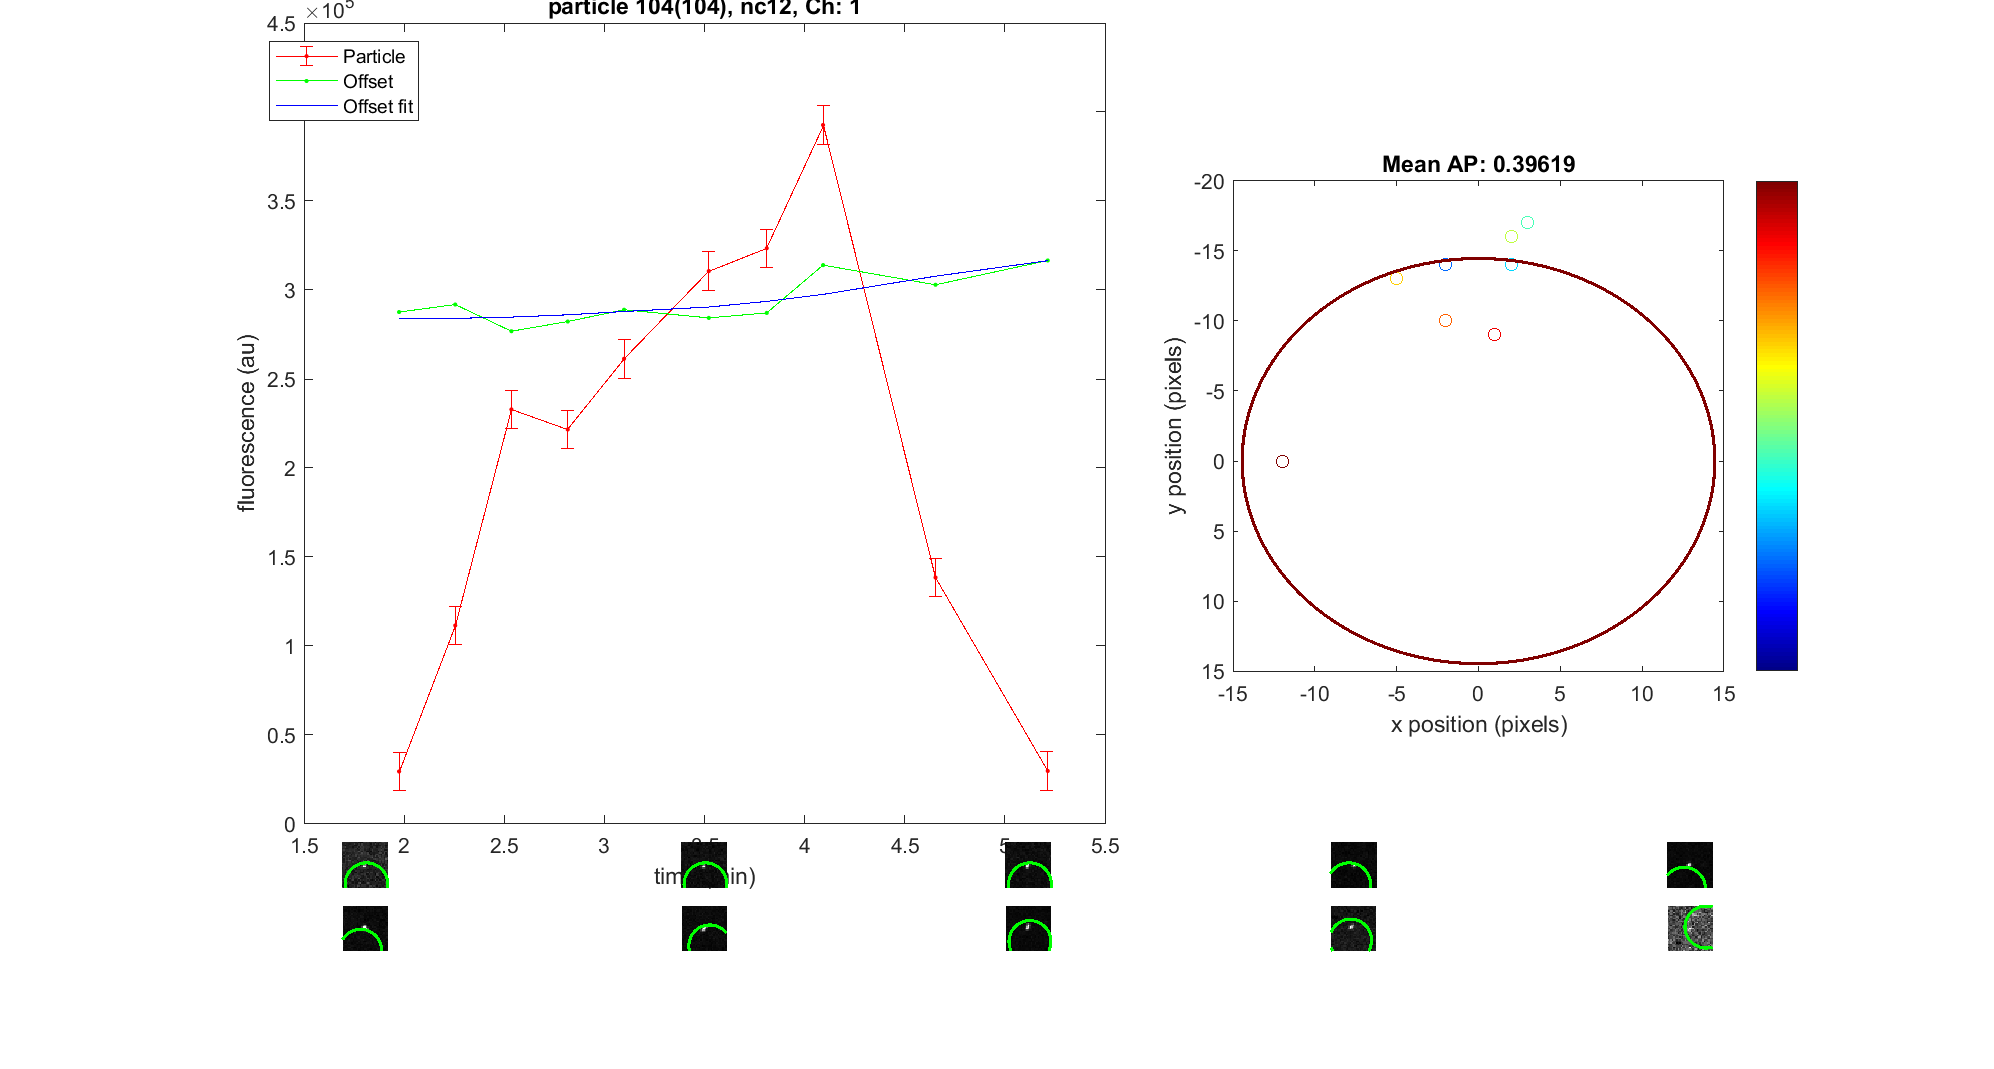 particle 104(104), nc12, Ch: 1
×10⁵
4.5
3.5
3
2.5
2
1.5
1
0.5
0
Particle
Offset
Offset fit
fluorescence (au)
1.5 2 2.5 3 4 4.5 5 5.5
Mean AP: 0.39619
-20
-15
-10
-5
0
5
10
15
y position (pixels)
-15 -10 -5 0 5 10 15
x position (pixels)